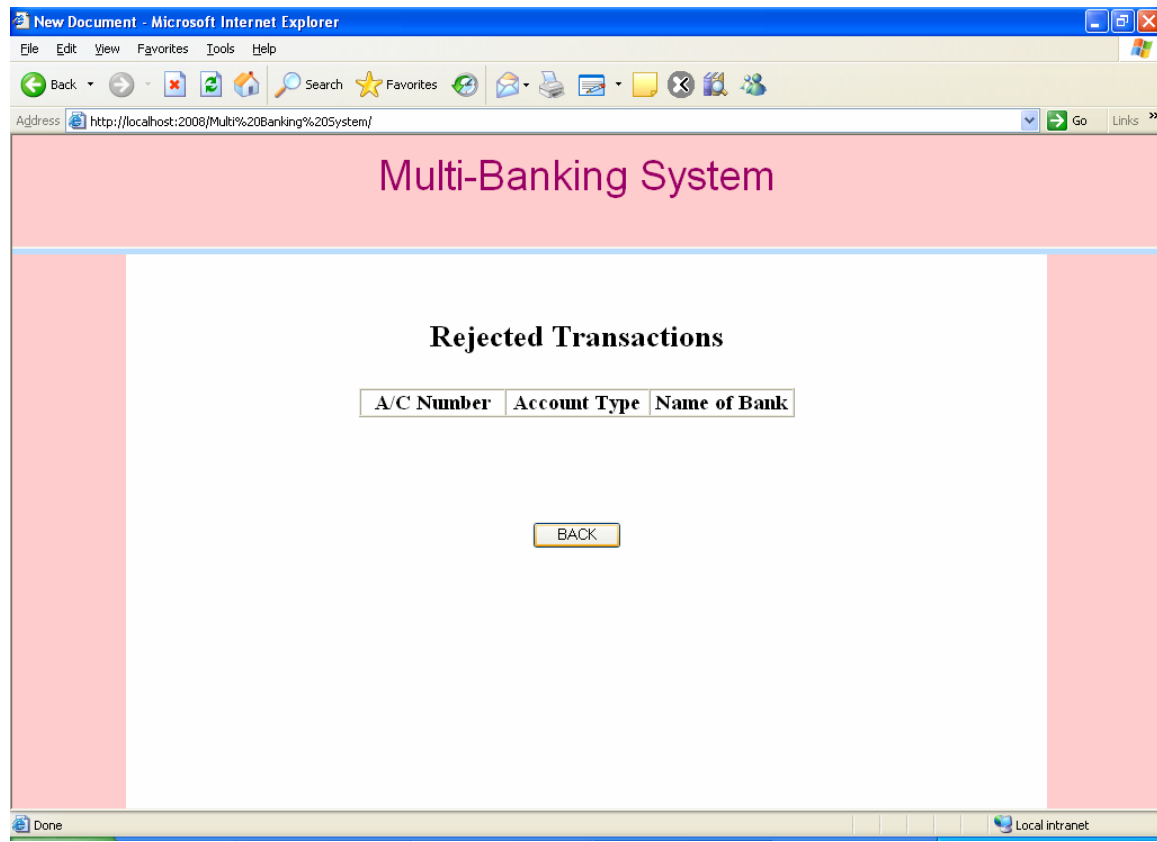 New Document - Microsoft Internet Explorer
File Edit View Favorites Tools Help
Back Search Favorites
Address http://localhost:2008/Multi%20Banking%20System/ Go Links »
Multi-Banking System
Rejected Transactions
A/C Number Account Type Name of Bank
BACK
Done Local intranet